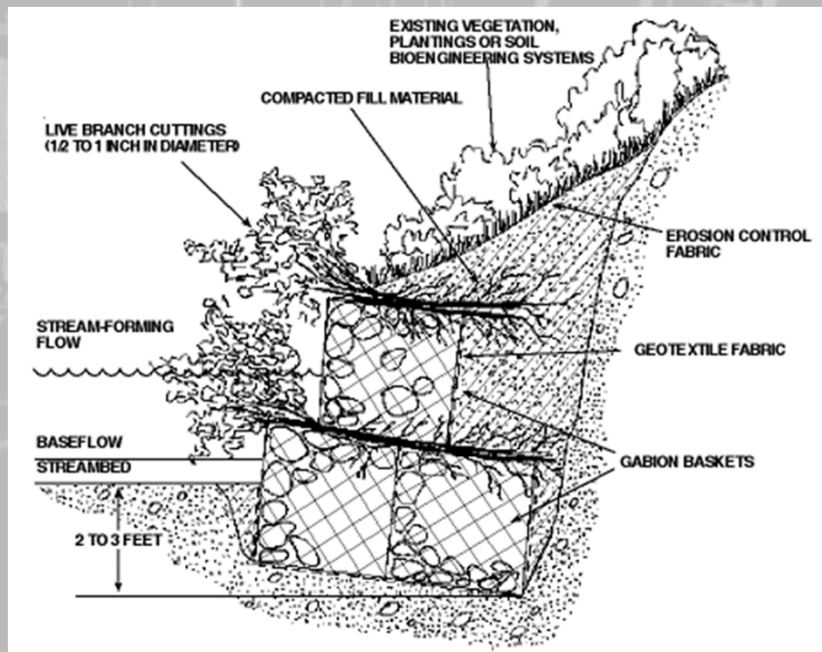 EXISTING VEGETATION,
PLANTINGS OR SOIL
BIOENGINEERING SYSTEMS
COMPACTED FILL MATERIAL
LIVE BRANCH CUTTINGS
(1/2 TO 1 INCH IN DIAMETER)
EROSION CONTROL
FABRIC
STREAM-FORMING
FLOW
GEOTEXTILE FABRIC
BASEFLOW
GABION BASKETS
STREAMBED
2 TO 3 FEET